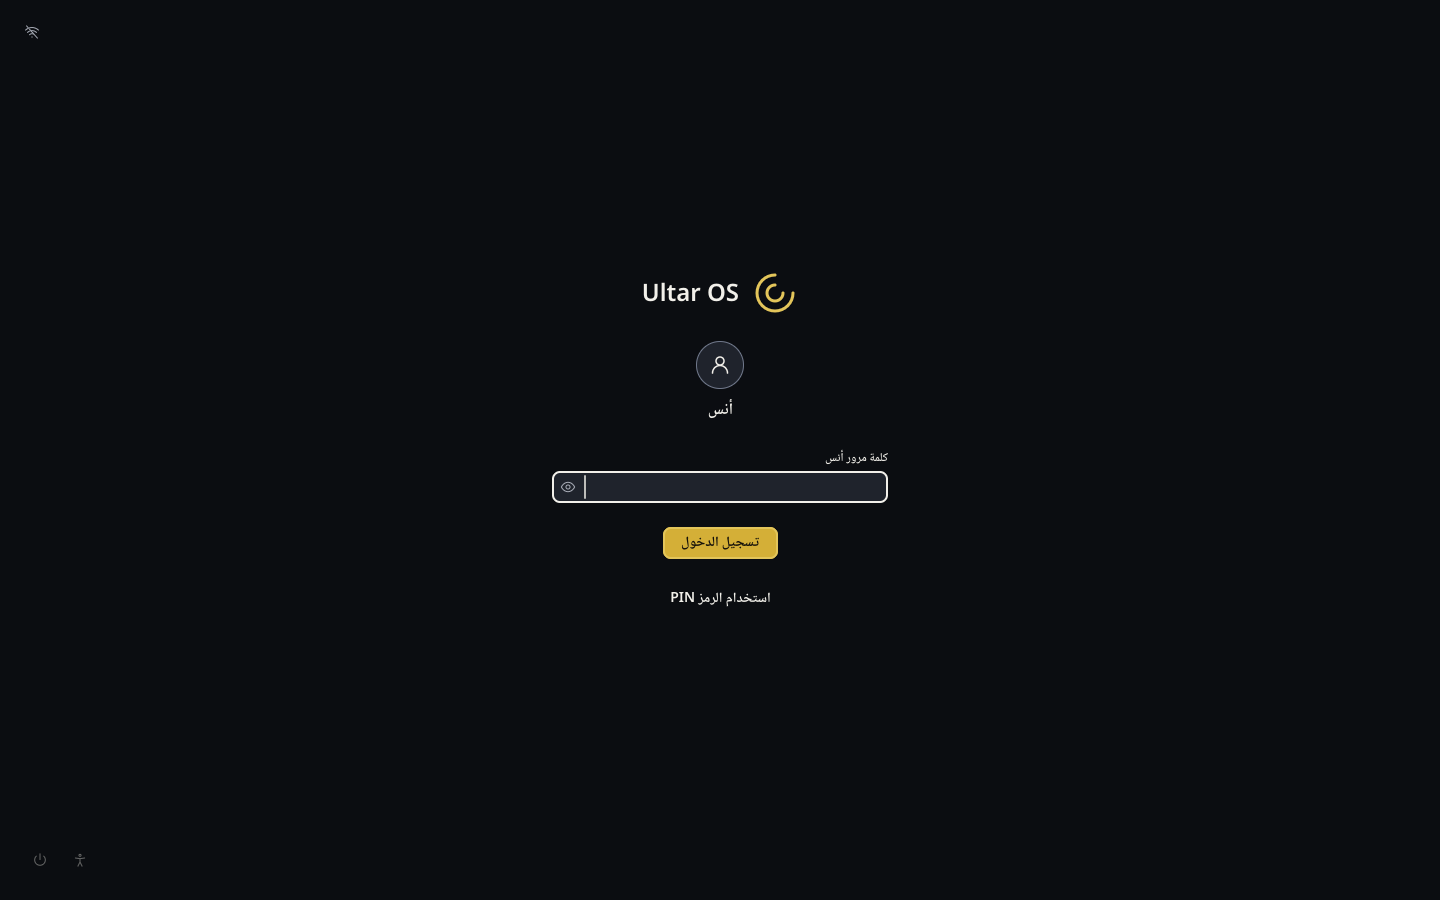 Ultar OS
أنس
كلمة مرور أنس
تسجيل الدخول
استخدام الرمز PIN